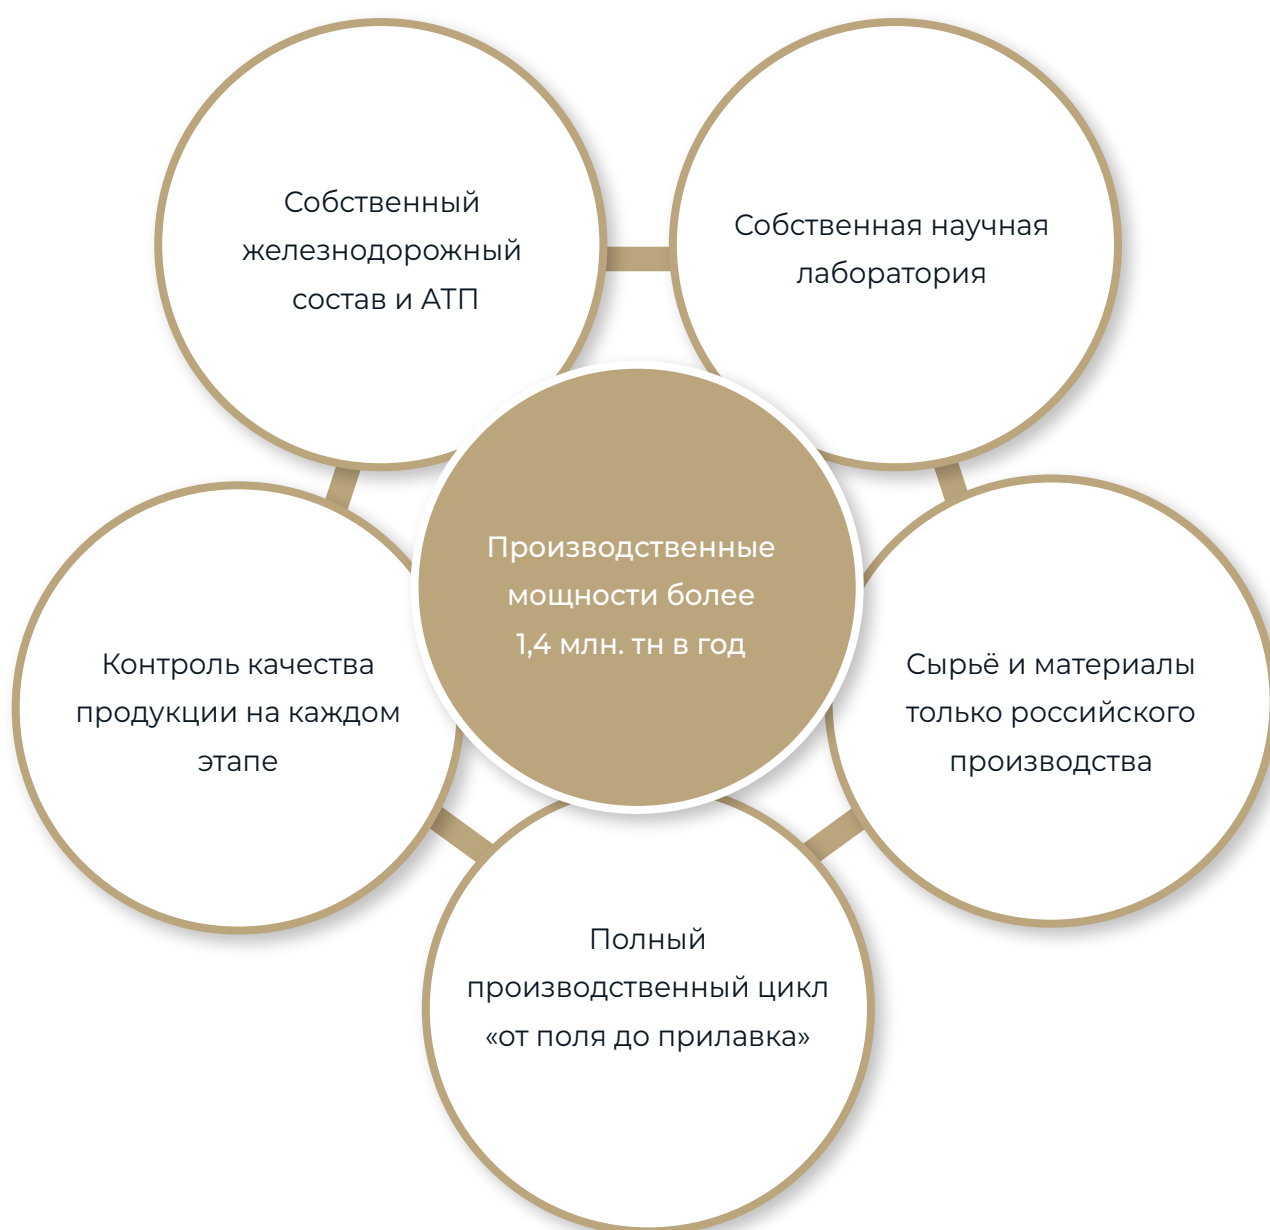 Собственный
железнодорожный
состав и АТП
Собственная научная
лаборатория
Производственные
мощности более
1,4 млн. тн в год
Контроль качества
продукции на каждом
этапе
Сырьё и материалы
только российского
производства
Полный
производственный цикл
«от поля до прилавка»